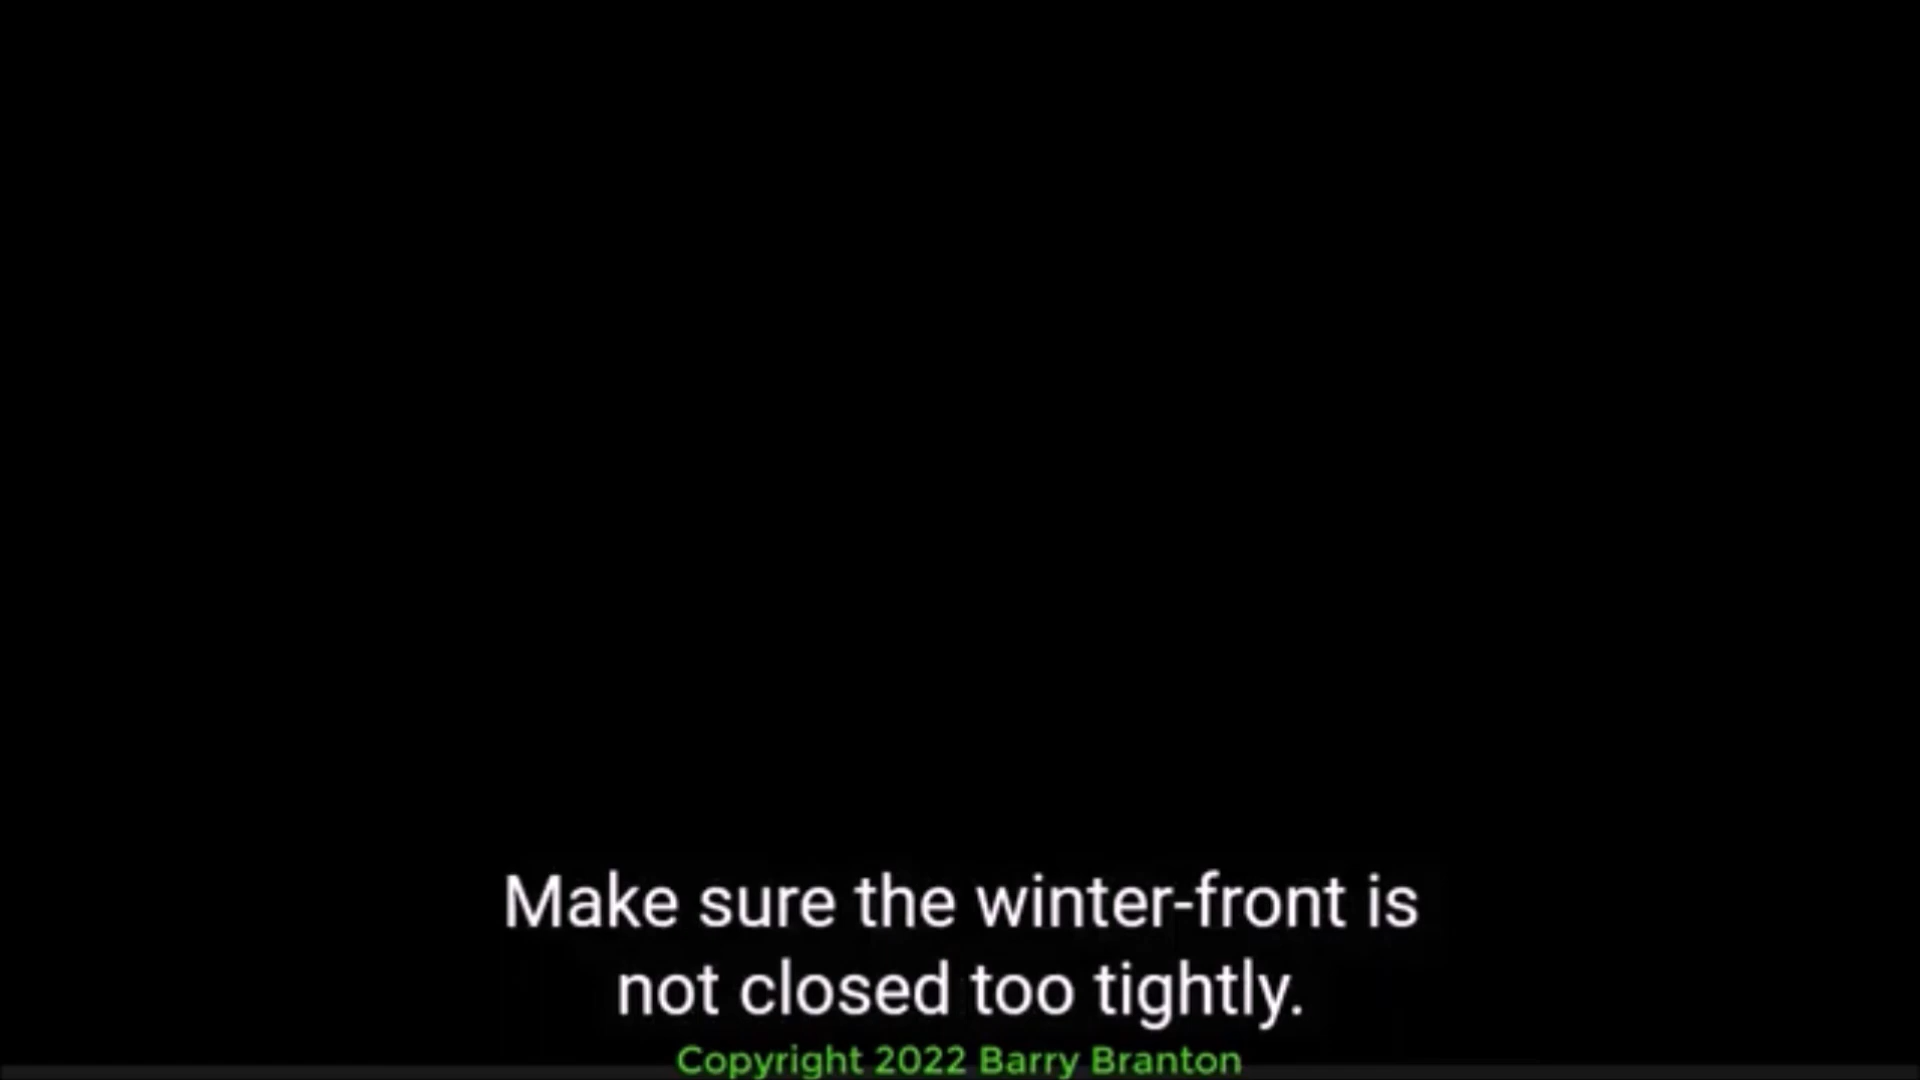 Make sure the winter-front is
not closed too tightly.
Copyright 2022 Barry Branton